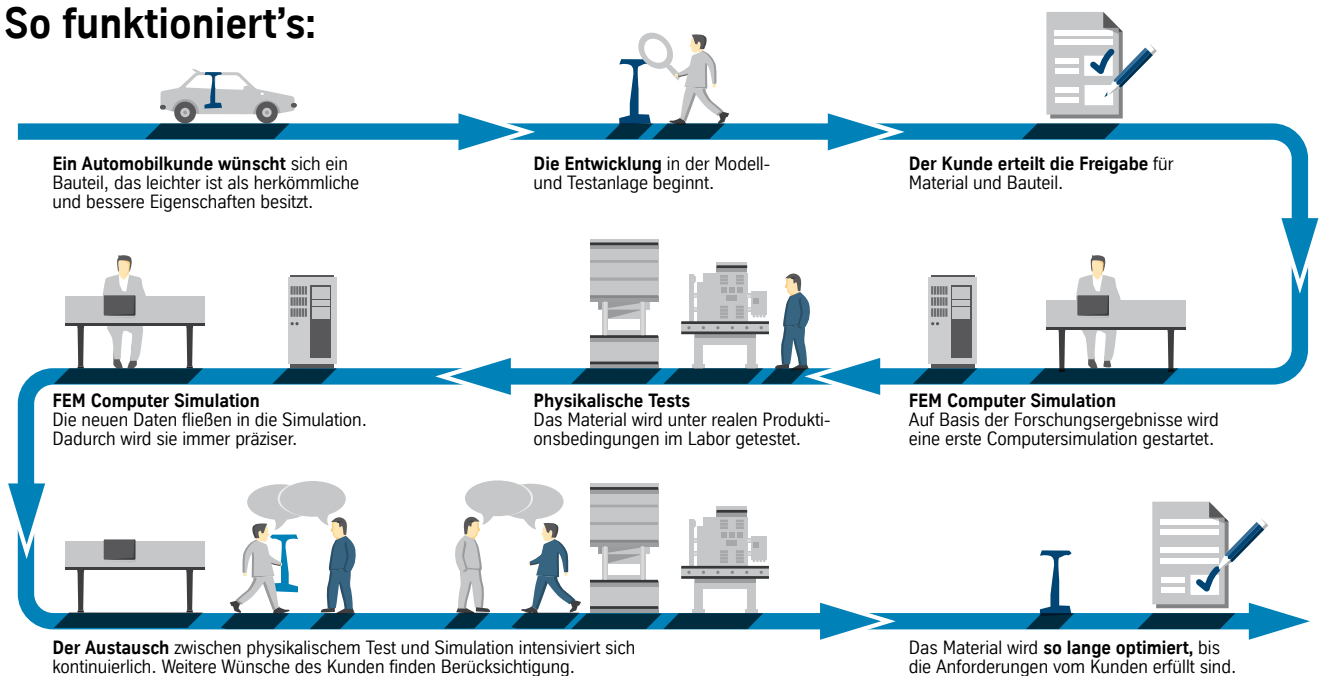 So funktioniert's:
Ein Automobilkunde wünscht sich ein
Bauteil, das leichter ist als herkömmliche
und bessere Eigenschaften besitzt.
Die Entwicklung in der Modell-
und Testanlage beginnt.
Der Kunde erteilt die Freigabe für
Material und Bauteil.
FEM Computer Simulation
Auf Basis der Forschungsergebnisse wird
eine erste Computersimulation gestartet.
Physikalische Tests
Das Material wird unter realen Produkti-
onsbedingungen im Labor getestet.
FEM Computer Simulation
Die neuen Daten fließen in die Simulation.
Dadurch wird sie immer präziser.
Der Austausch zwischen physikalischem Test und Simulation intensiviert sich
kontinuierlich. Weitere Wünsche des Kunden finden Berücksichtigung.
Das Material wird so lange optimiert, bis
die Anforderungen vom Kunden erfüllt sind.